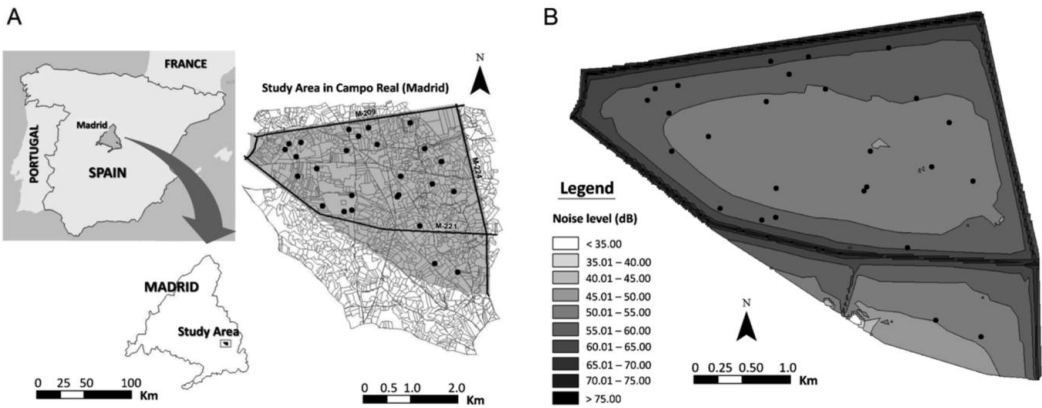 A
FRANCE
PORTUGAL
Madrid
SPAIN
MADRID
Study Area
0 25 50 100
Km
N
Study Area in Campo Real (Madrid)
M-209
M-224
M-221
0 0.5 1.0 2.0
Km
B
Legend
Noise level (dB)
< 35.00
35.01 – 40.00
40.01 – 45.00
45.01 – 50.00
50.01 – 55.00
55.01 – 60.00
60.01 – 65.00
65.01 – 70.00
70.01 – 75.00
> 75.00
N
0 0.25 0.5 1.0
Km